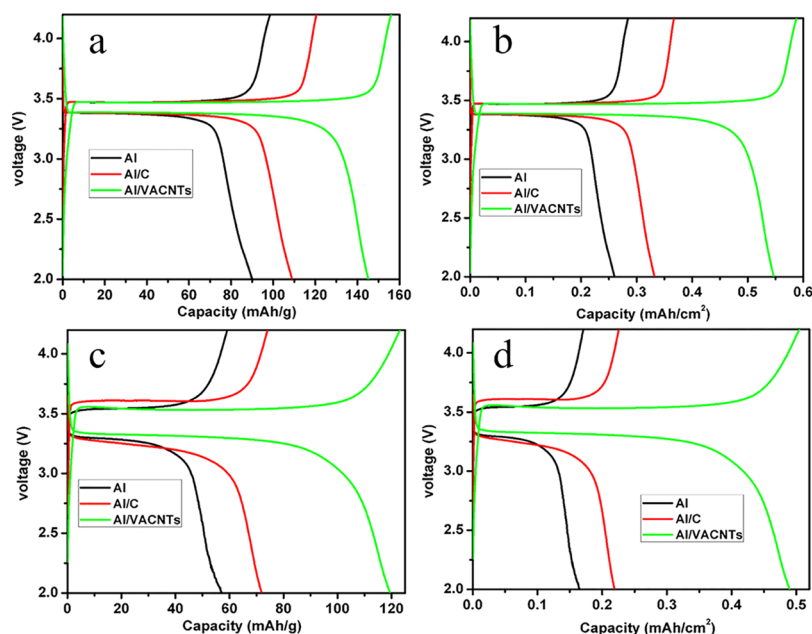 a
4.0
3.5
3.0
2.5
2.0
voltage (V)
Al
Al/C
Al/VACNTs
0 20 40 60 80 100 120 140 160
Capacity (mAh/g)
b
4.0
3.5
3.0
2.5
2.0
voltage (V)
Al
Al/C
Al/VACNTs
0.0 0.1 0.2 0.3 0.4 0.5 0.6
Capacity (mAh/cm²)
c
4.0
3.5
3.0
2.5
2.0
voltage (V)
Al
Al/C
Al/VACNTs
0 20 40 60 80 100 120
Capacity (mAh/g)
d
4.0
3.5
3.0
2.5
2.0
voltage (V)
Al
Al/C
Al/VACNTs
0.0 0.1 0.2 0.3 0.4 0.5
Capacity (mAh/cm²)